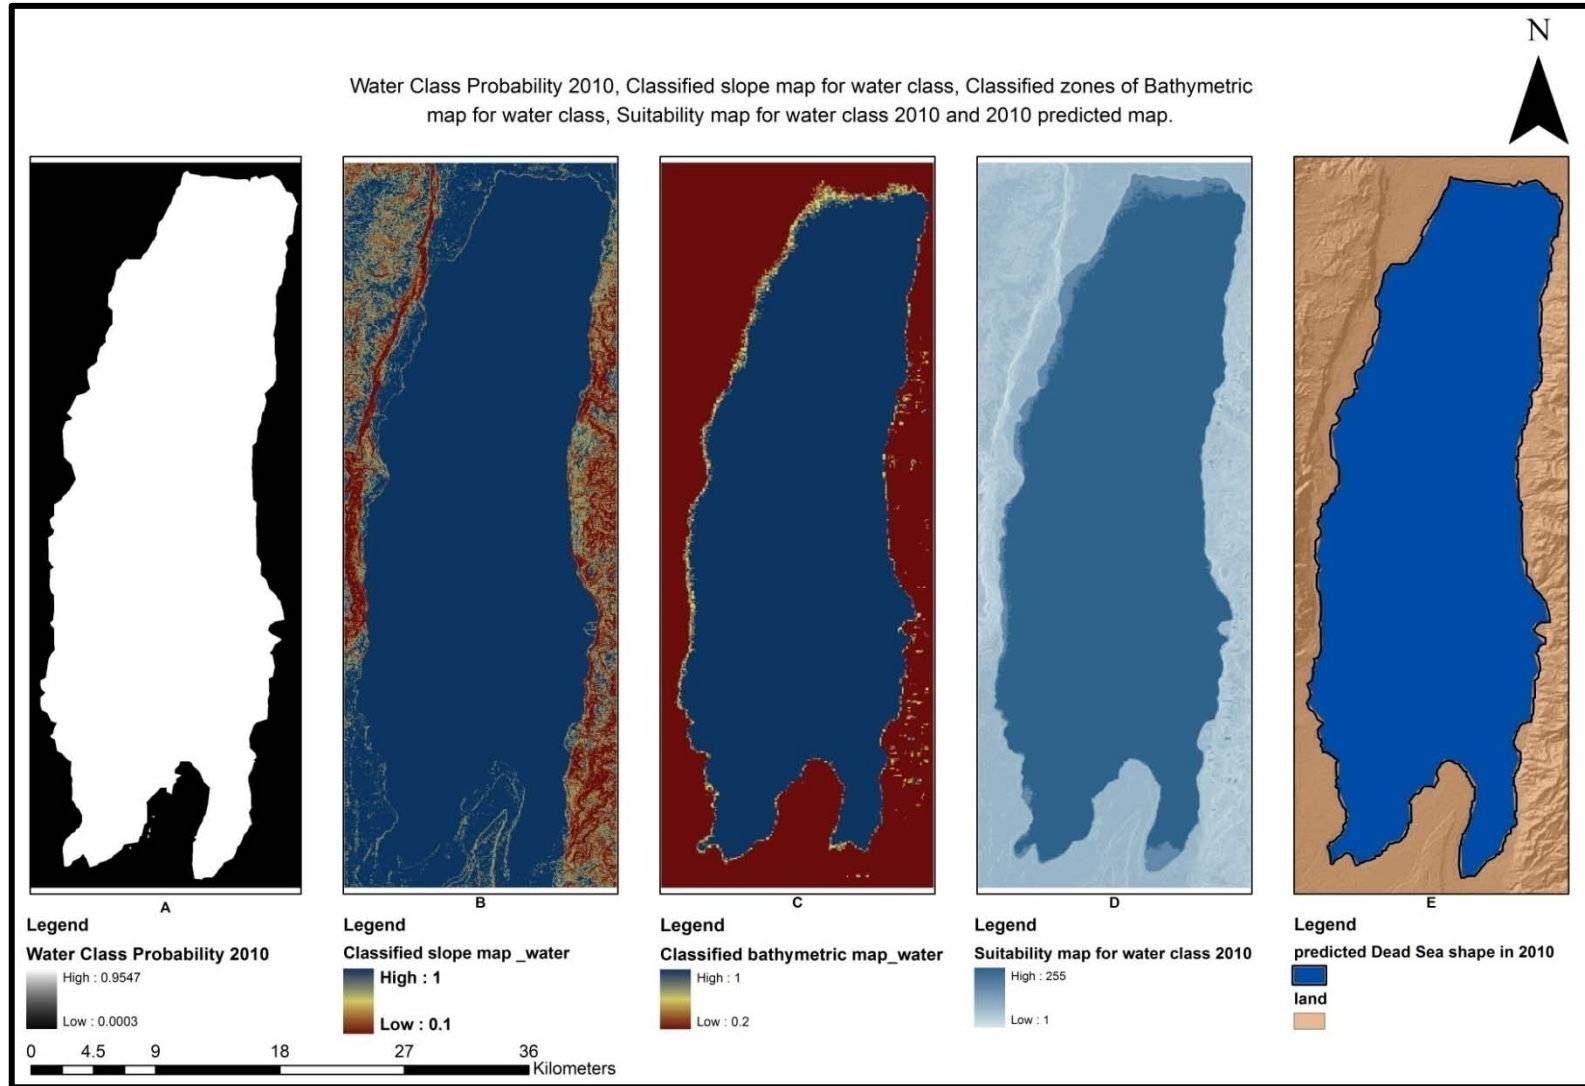 N
Water Class Probability 2010, Classified slope map for water class, Classified zones of Bathymetric
map for water class, Suitability map for water class 2010 and 2010 predicted map.
A
Legend
Water Class Probability 2010
High : 0.9547
Low : 0.0003
B
Legend
Classified slope map _water
High : 1
Low : 0.1
C
Legend
Classified bathymetric map_water
High : 1
Low : 0.2
D
Legend
Suitability map for water class 2010
High : 255
Low : 1
E
Legend
predicted Dead Sea shape in 2010
land
0 4.5 9 18 27 36
Kilometers